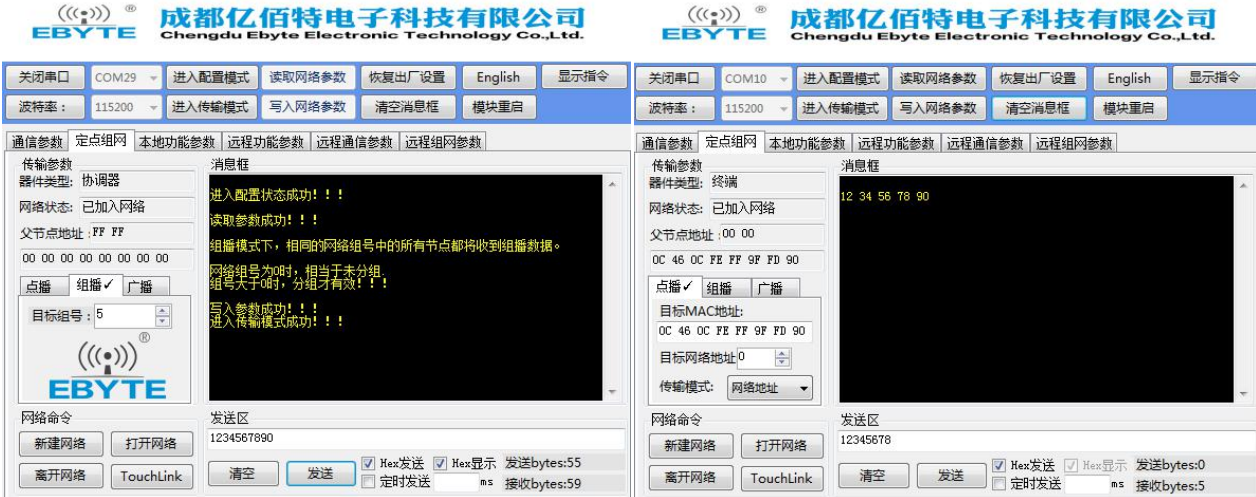 EBYTE ®
成都亿佰特电子科技有限公司
Chengdu Ebyte Electronic Technology Co.,Ltd.
关闭串口 COM29 进入配置模式 读取网络参数 恢复出厂设置 English 显示指令
波特率： 115200 进入传输模式 写入网络参数 清空消息框 模块重启
通信参数 定点组网 本地功能参数 远程功能参数 远程通信参数 远程组网参数
传输参数
器件类型: 协调器
网络状态: 已加入网络
父节点地址: FF FF
00 00 00 00 00 00 00 00
点播 组播✓ 广播
目标组号: 5
®
EBYTE
消息框
进入配置状态成功！！！
读取参数成功！！！
组播模式下，相同的网络组号中的所有节点都将收到组播数据。
网络组号为0时，相当于未分组.
组号大于0时，分组才有效！！！
写入参数成功！！！
进入传输模式成功！！！
网络命令
新建网络 打开网络
离开网络 TouchLink
发送区
1234567890
清空 发送 Hex发送 Hex显示 发送bytes:55
定时发送 ms 接收bytes:59
EBYTE ®
成都亿佰特电子科技有限公司
Chengdu Ebyte Electronic Technology Co.,Ltd.
关闭串口 COM10 进入配置模式 读取网络参数 恢复出厂设置 English 显示指令
波特率： 115200 进入传输模式 写入网络参数 清空消息框 模块重启
通信参数 定点组网 本地功能参数 远程功能参数 远程通信参数 远程组网参数
传输参数
器件类型: 终端
网络状态: 已加入网络
父节点地址: 00 00
0C 46 0C FE FF 9F FD 90
点播✓ 组播 广播
目标MAC地址:
0C 46 0C FE FF 9F FD 90
目标网络地址 0
传输模式: 网络地址
消息框
12 34 56 78 90
网络命令
新建网络 打开网络
离开网络 TouchLink
发送区
12345678
清空 发送 Hex发送 Hex显示 发送bytes:0
定时发送 ms 接收bytes:5